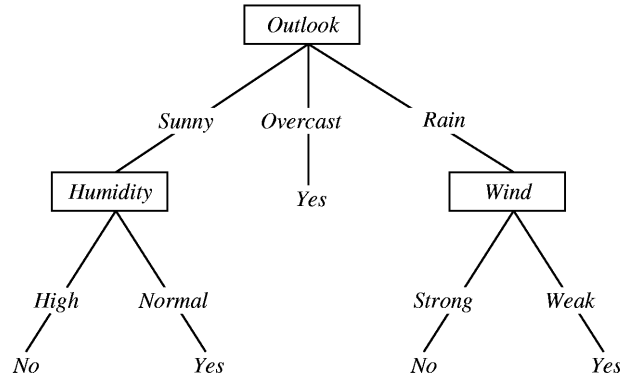 Outlook
Sunny Overcast Rain
Humidity Yes Wind
High Normal Strong Weak
No Yes No Yes